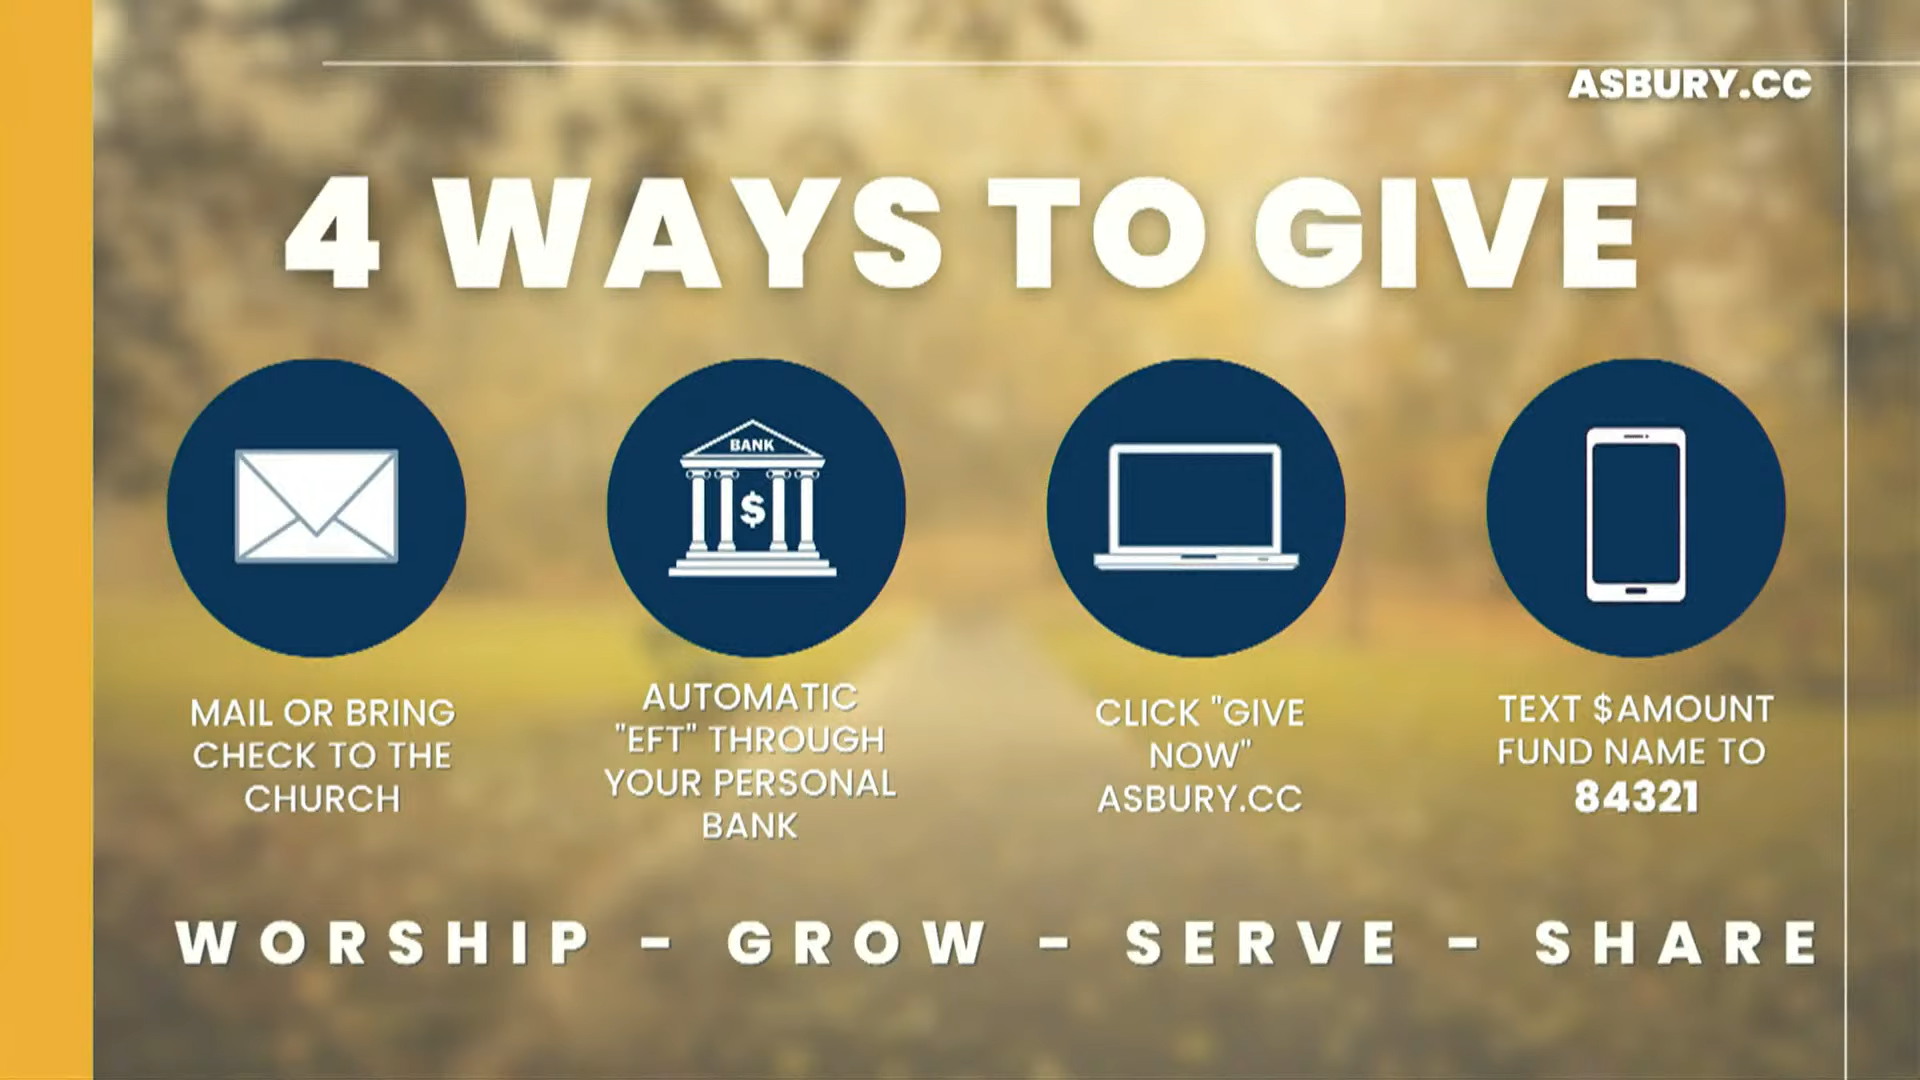 ASBURY.CC
4 WAYS TO GIVE
BANK
$
MAIL OR BRING
CHECK TO THE
CHURCH
AUTOMATIC
"EFT" THROUGH
YOUR PERSONAL
BANK
CLICK "GIVE
NOW"
ASBURY.CC
TEXT $AMOUNT
FUND NAME TO
84321
WORSHIP - GROW - SERVE - SHARE